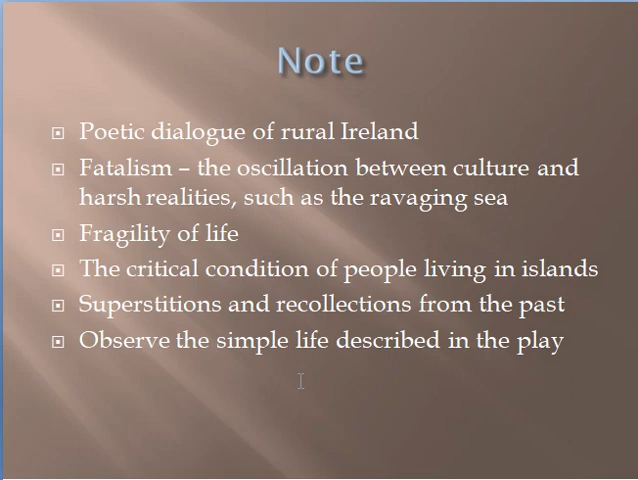 Note
Poetic dialogue of rural Ireland
Fatalism – the oscillation between culture and
harsh realities, such as the ravaging sea
Fragility of life
The critical condition of people living in islands
Superstitions and recollections from the past
Observe the simple life described in the play